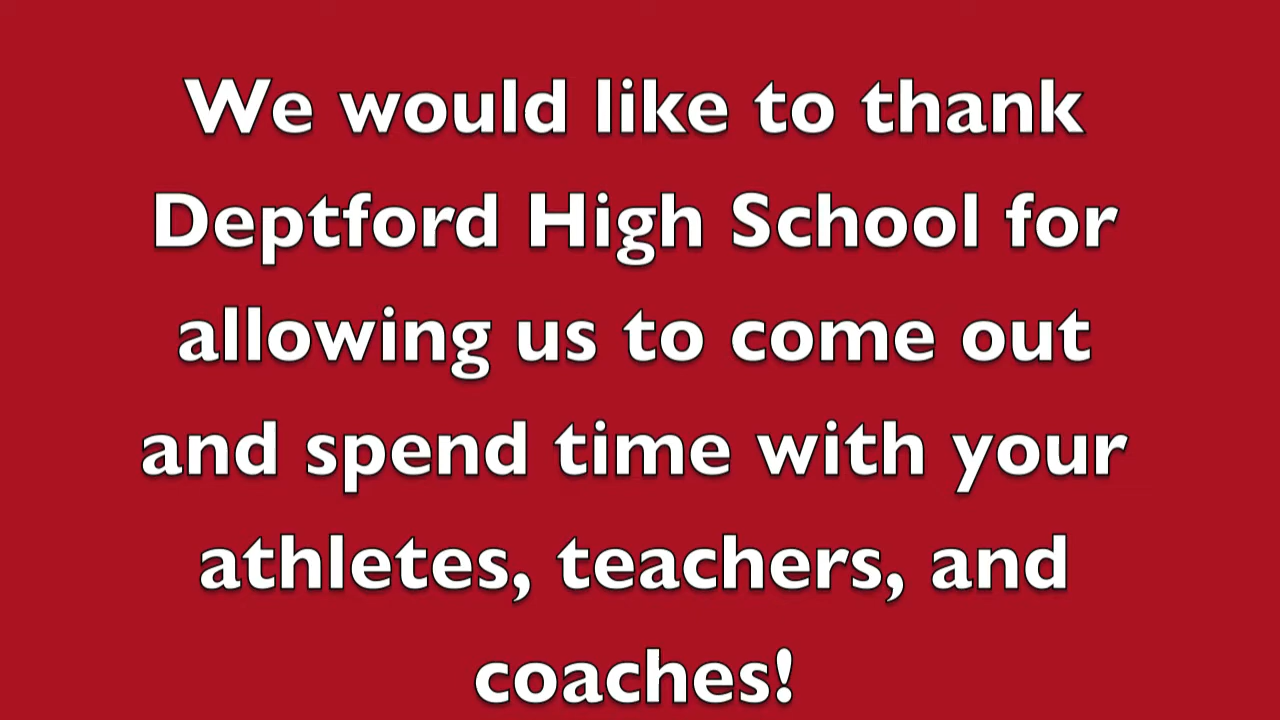 We would like to thank
Deptford High School for
allowing us to come out
and spend time with your
athletes, teachers, and
coaches!